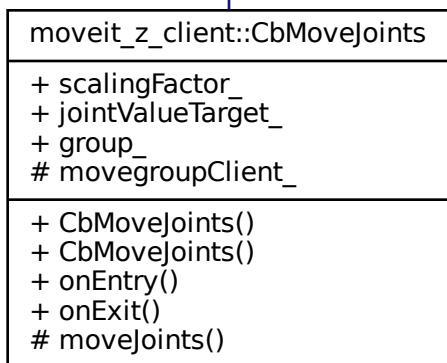 moveit_z_client::CbMoveJoints
+ scalingFactor_
+ jointValueTarget_
+ group_
# movegroupClient_
+ CbMoveJoints()
+ CbMoveJoints()
+ onEntry()
+ onExit()
# moveJoints()